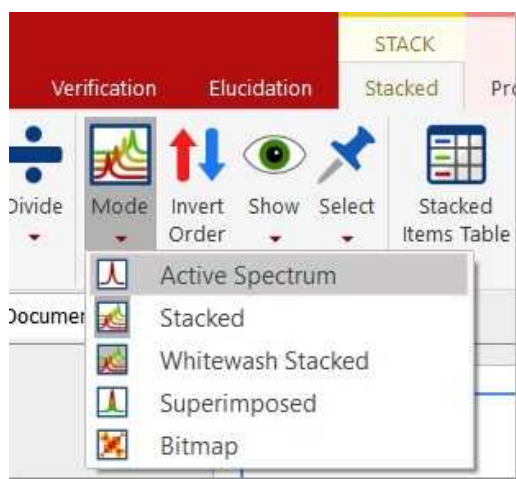 STACK
Verification Elucidation Stacked
Divide Mode Invert Show Select Stacked
Order Items Table
Active Spectrum
Stacked
Whitewash Stacked
Superimposed
Bitmap